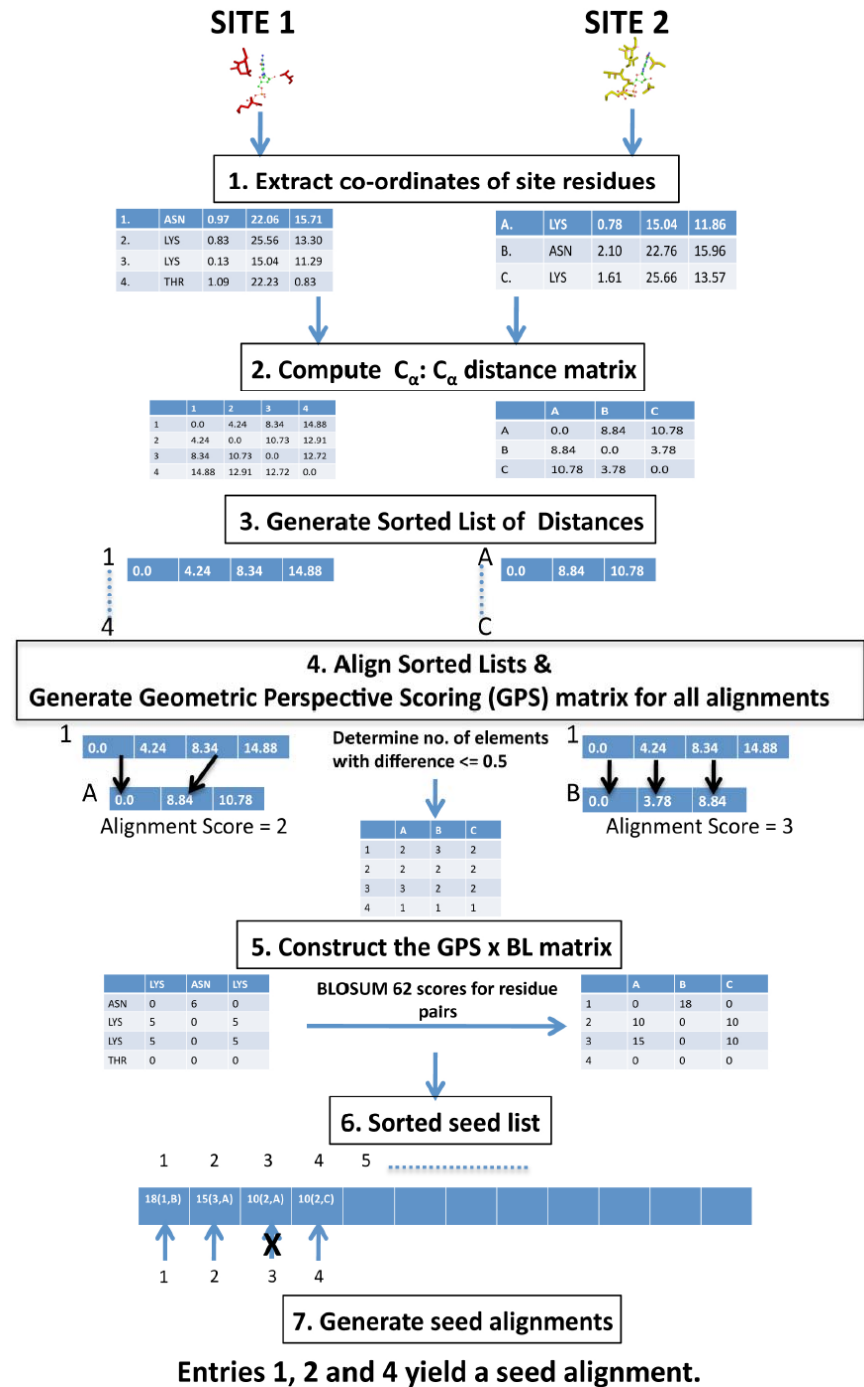 SITE 1 SITE 2
1. Extract co-ordinates of site residues
1. ASN 0.97 22.06 15.71
2. LYS 0.83 25.56 13.30
3. LYS 0.13 15.04 11.29
4. THR 1.09 22.23 0.83
A. LYS 0.78 15.04 11.86
B. ASN 2.10 22.76 15.96
C. LYS 1.61 25.66 13.57
2. Compute Cα: Cα distance matrix
1 2 3 4
1 0.0 4.24 8.34 14.88
2 4.24 0.0 10.73 12.91
3 8.34 10.73 0.0 12.72
4 14.88 12.91 12.72 0.0
A B C
A 0.0 8.84 10.78
B 8.84 0.0 3.78
C 10.78 3.78 0.0
3. Generate Sorted List of Distances
1 0.0 4.24 8.34 14.88
4
A 0.0 8.84 10.78
C
4. Align Sorted Lists &
Generate Geometric Perspective Scoring (GPS) matrix for all alignments
1 0.0 4.24 8.34 14.88
A 0.0 8.84 10.78
Alignment Score = 2
Determine no. of elements
with difference <= 0.5
1 0.0 4.24 8.34 14.88
B 0.0 3.78 8.84
Alignment Score = 3
A B C
1 2 3 2
2 2 2 2
3 3 2 2
4 1 1 1
5. Construct the GPS x BL matrix
LYS ASN LYS
ASN 0 6 0
LYS 5 0 5
LYS 5 0 5
THR 0 0 0
BLOSUM 62 scores for residue
pairs
A B C
1 0 18 0
2 10 0 10
3 15 0 10
4 0 0 0
6. Sorted seed list
1 2 3 4 5
18(1,B) 15(3,A) 10(2,A) 10(2,C)
X
1 2 3 4
7. Generate seed alignments
Entries 1, 2 and 4 yield a seed alignment.